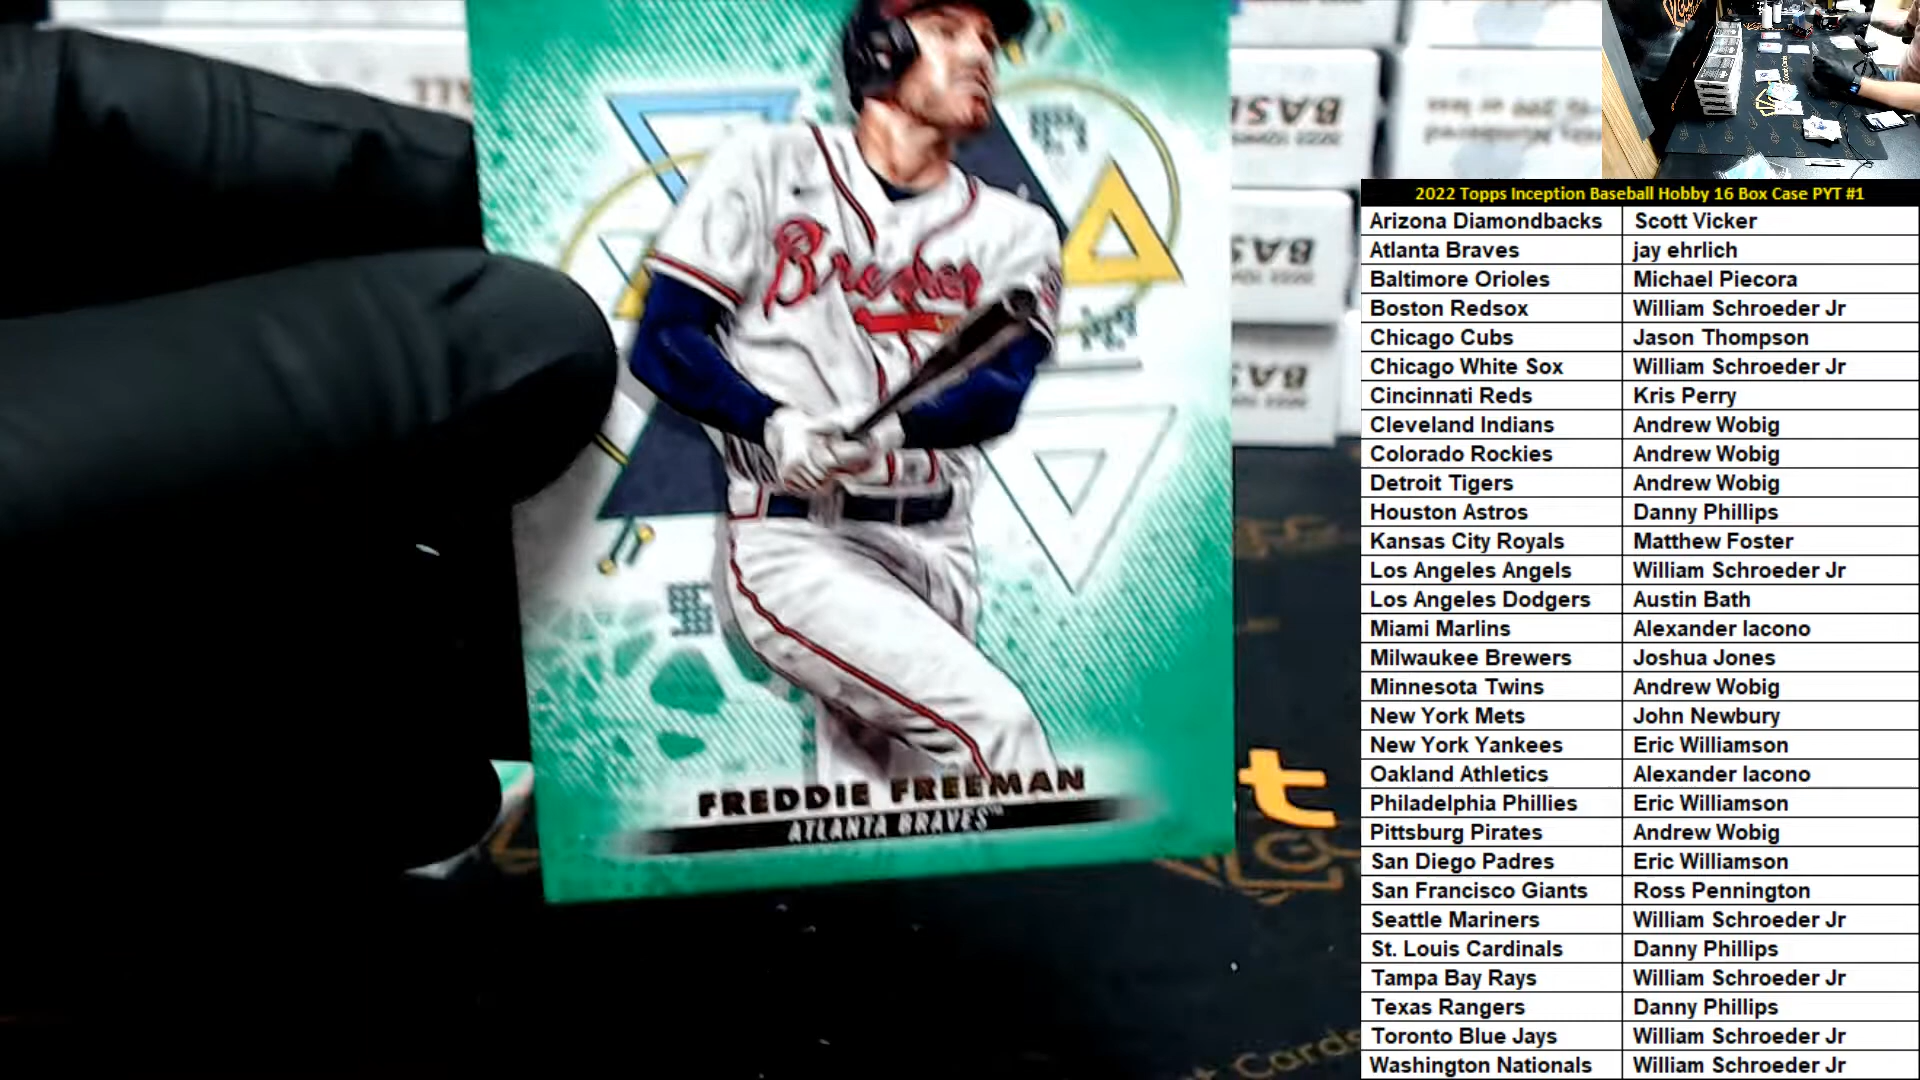 Braves
FREDDIE FREEMAN
ATLANTA BRAVES™
BASE
2022 TOPPS
BASE
BAS
t
Cards
2022 Topps Inception Baseball Hobby 16 Box Case PYT #1
Arizona Diamondbacks Scott Vicker
Atlanta Braves jay ehrlich
Baltimore Orioles Michael Piecora
Boston Redsox William Schroeder Jr
Chicago Cubs Jason Thompson
Chicago White Sox William Schroeder Jr
Cincinnati Reds Kris Perry
Cleveland Indians Andrew Wobig
Colorado Rockies Andrew Wobig
Detroit Tigers Andrew Wobig
Houston Astros Danny Phillips
Kansas City Royals Matthew Foster
Los Angeles Angels William Schroeder Jr
Los Angeles Dodgers Austin Bath
Miami Marlins Alexander Iacono
Milwaukee Brewers Joshua Jones
Minnesota Twins Andrew Wobig
New York Mets John Newbury
New York Yankees Eric Williamson
Oakland Athletics Alexander Iacono
Philadelphia Phillies Eric Williamson
Pittsburg Pirates Andrew Wobig
San Diego Padres Eric Williamson
San Francisco Giants Ross Pennington
Seattle Mariners William Schroeder Jr
St. Louis Cardinals Danny Phillips
Tampa Bay Rays William Schroeder Jr
Texas Rangers Danny Phillips
Toronto Blue Jays William Schroeder Jr
Washington Nationals William Schroeder Jr